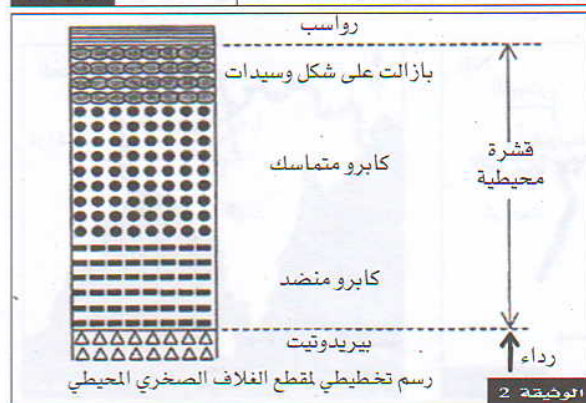 رواسب
بازالت على شكل وسيدات
كابرو متماسك
قشرة
محيطية
كابرو منضد
بيريدوتيت
رداء
رسم تخطيطي لمقطع الغلاف الصخري المحيطي
الوثيقة 2